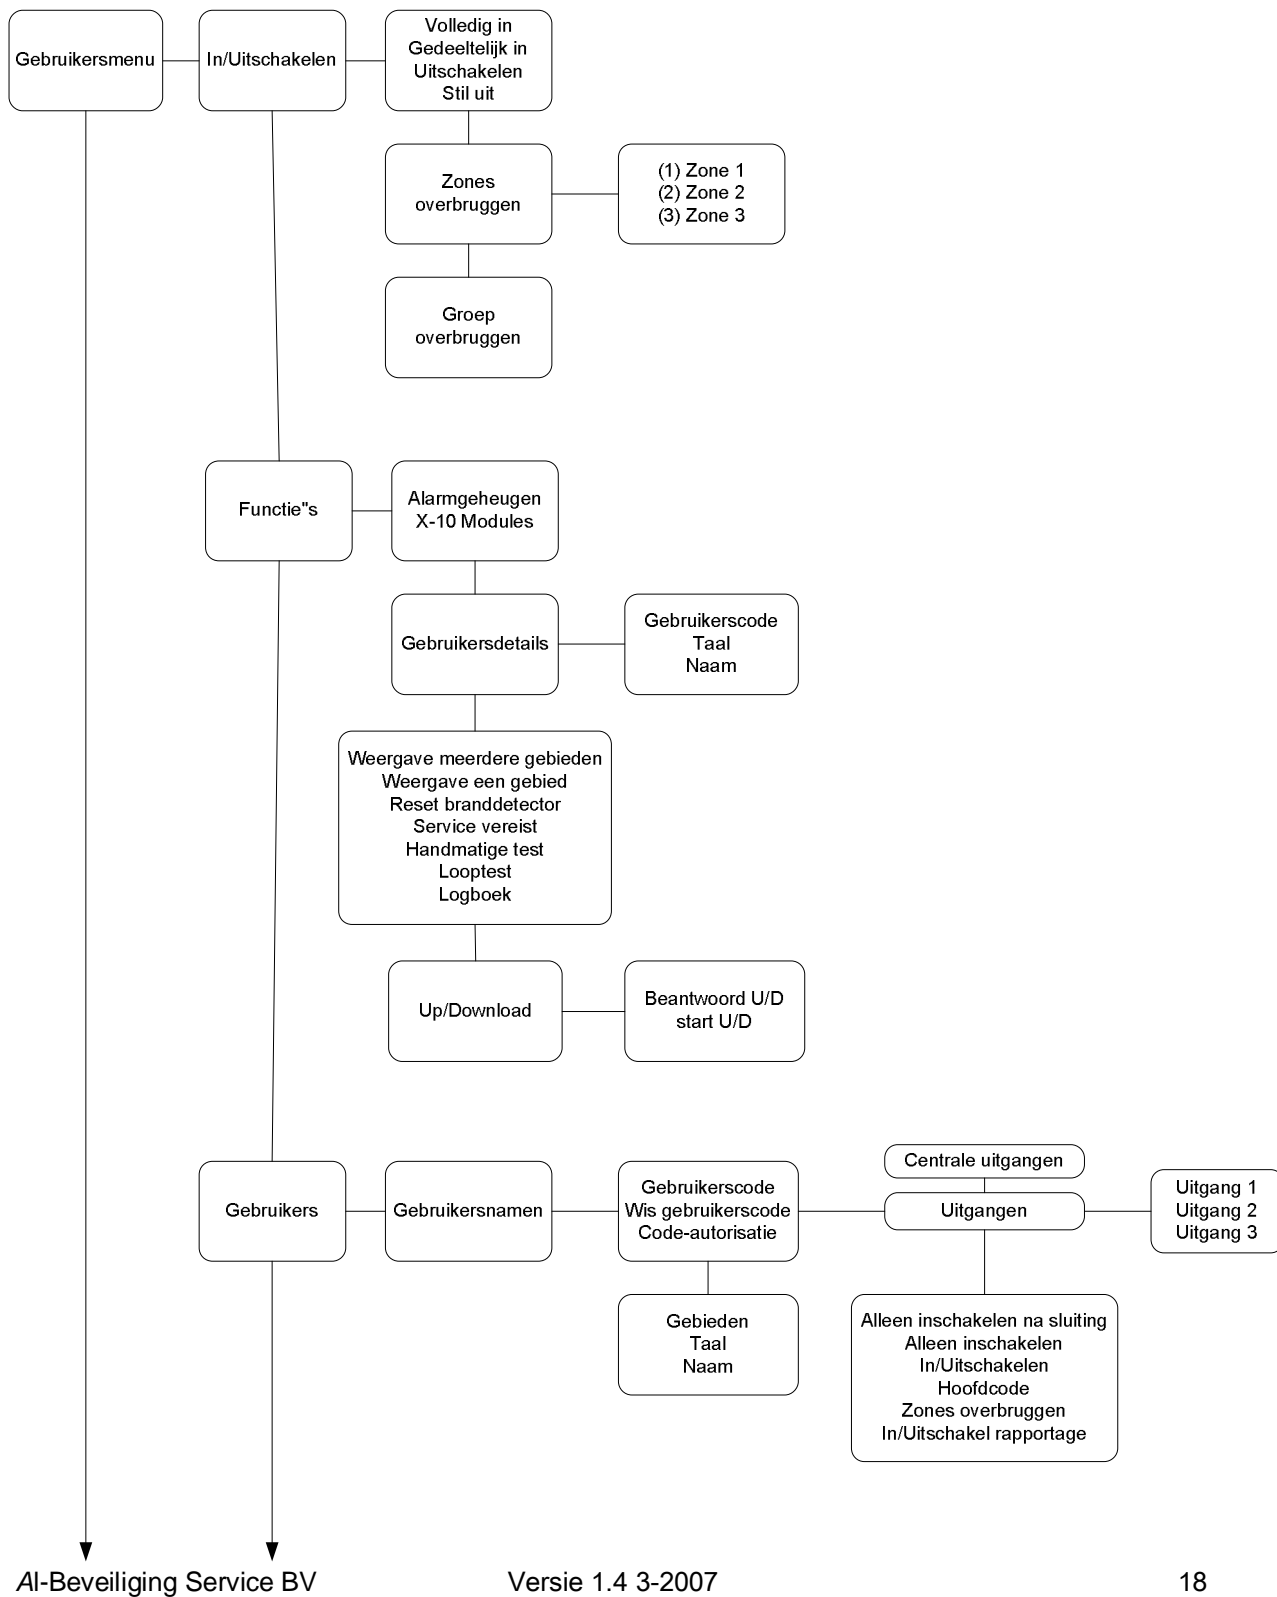 Gebruikersmenu
In/Uitschakelen
Volledig in
Gedeeltelijk in
Uitschakelen
Stil uit
Zones
overbruggen
(1) Zone 1
(2) Zone 2
(3) Zone 3
Groep
overbruggen
Functie"s
Alarmgeheugen
X-10 Modules
Gebruikersdetails
Gebruikerscode
Taal
Naam
Weergave meerdere gebieden
Weergave een gebied
Reset branddetector
Service vereist
Handmatige test
Looptest
Logboek
Up/Download
Beantwoord U/D
start U/D
Gebruikers
Gebruikersnamen
Gebruikerscode
Wis gebruikerscode
Code-autorisatie
Centrale uitgangen
Uitgangen
Uitgang 1
Uitgang 2
Uitgang 3
Gebieden
Taal
Naam
Alleen inschakelen na sluiting
Alleen inschakelen
In/Uitschakelen
Hoofdcode
Zones overbruggen
In/Uitschakel rapportage
AI-Beveiliging Service BV Versie 1.4 3-2007 18